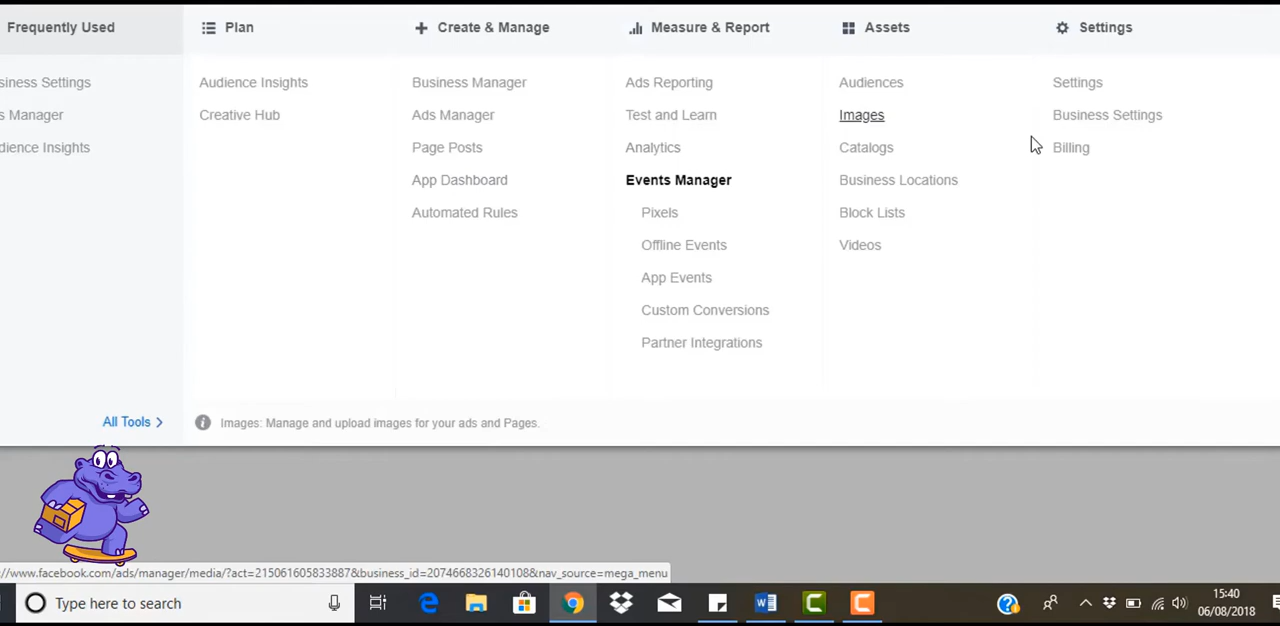 Frequently Used
Plan
Create & Manage
Measure & Report
Assets
Settings
siness Settings
s Manager
dience Insights
Audience Insights
Creative Hub
Business Manager
Ads Manager
Page Posts
App Dashboard
Automated Rules
Ads Reporting
Test and Learn
Analytics
Events Manager
Pixels
Offline Events
App Events
Custom Conversions
Partner Integrations
Audiences
Images
Catalogs
Business Locations
Block Lists
Videos
Settings
Business Settings
Billing
All Tools
Images: Manage and upload images for your ads and Pages.
://www.facebook.com/ads/manager/media/?act=215061605833887&business_id=2074668326140108&nav_source=mega_menu
Type here to search
15:40
06/08/2018